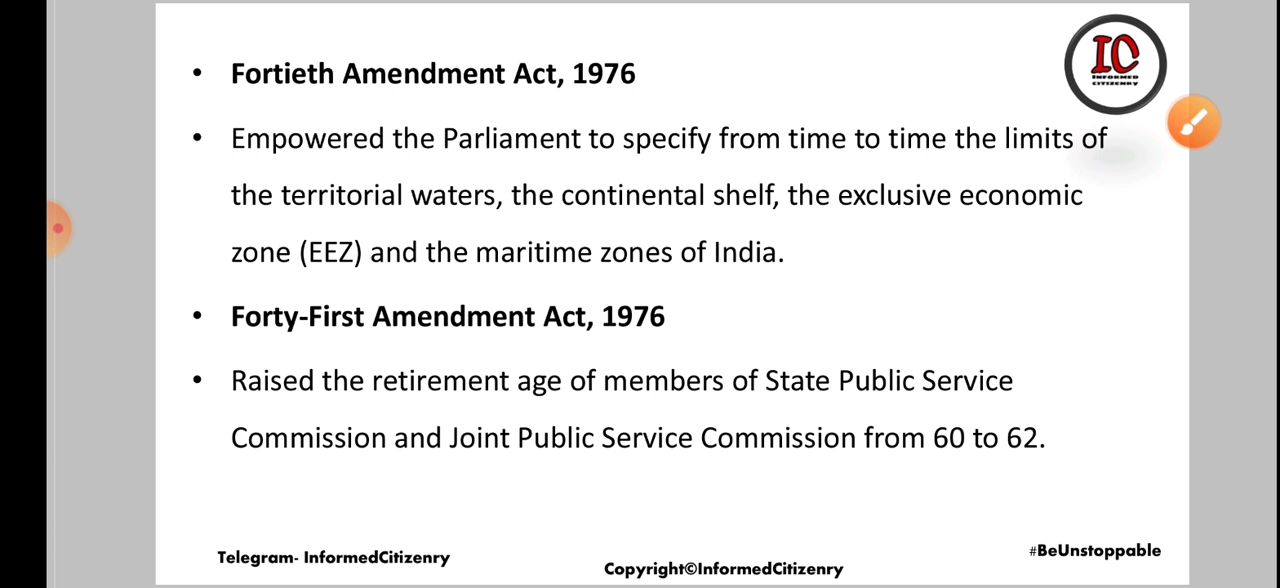 IC
INFORMED
CITIZENRY
• Fortieth Amendment Act, 1976
• Empowered the Parliament to specify from time to time the limits of
the territorial waters, the continental shelf, the exclusive economic
zone (EEZ) and the maritime zones of India.
• Forty-First Amendment Act, 1976
• Raised the retirement age of members of State Public Service
Commission and Joint Public Service Commission from 60 to 62.
Telegram- InformedCitizenry
Copyright©InformedCitizenry
#BeUnstoppable